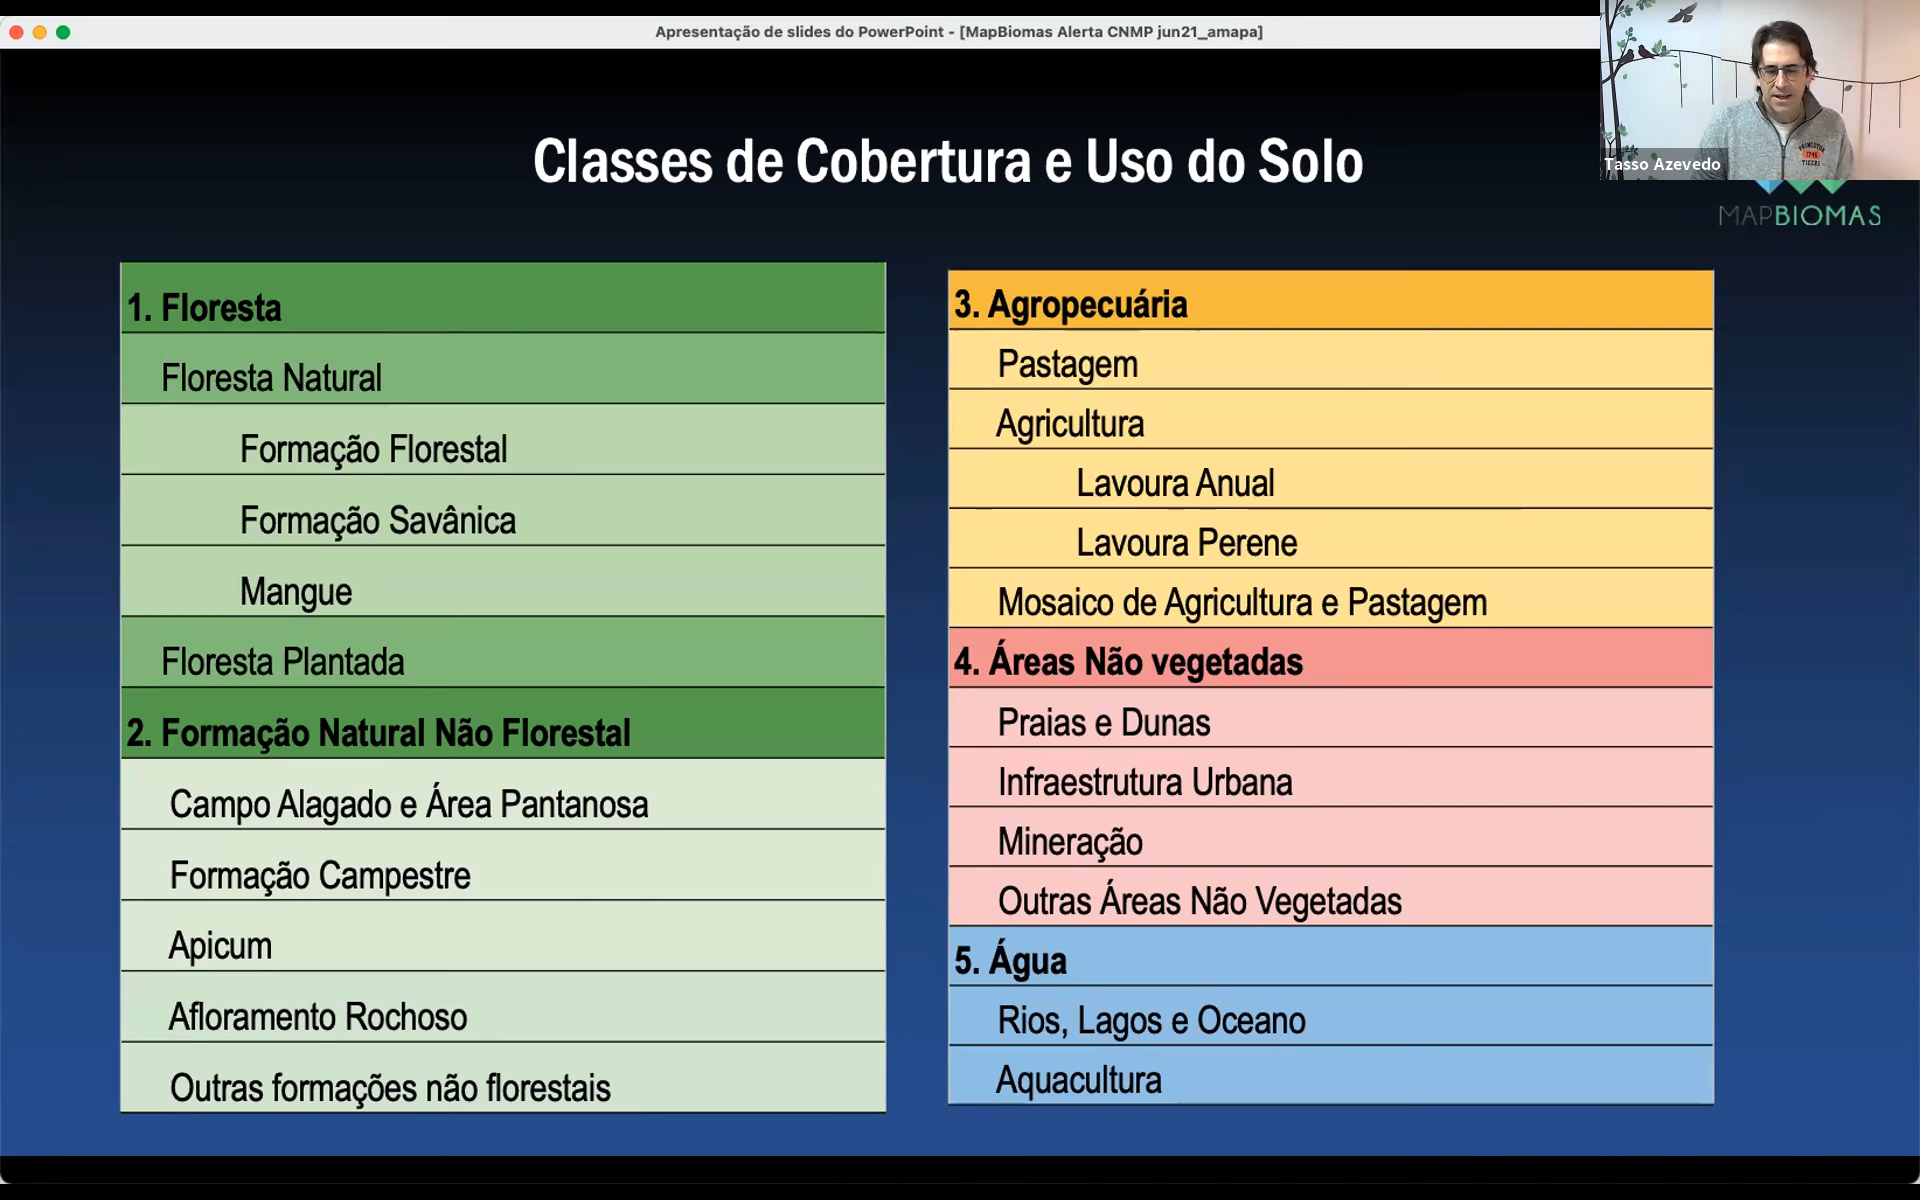 Apresentação de slides do PowerPoint - [MapBiomas Alerta CNMP jun21_amapa]
PRINCETON
1746
TIGERS
Tasso Azevedo
MAPBIOMAS
Classes de Cobertura e Uso do Solo
1. Floresta
Floresta Natural
Formação Florestal
Formação Savânica
Mangue
Floresta Plantada
2. Formação Natural Não Florestal
Campo Alagado e Área Pantanosa
Formação Campestre
Apicum
Afloramento Rochoso
Outras formações não florestais
3. Agropecuária
Pastagem
Agricultura
Lavoura Anual
Lavoura Perene
Mosaico de Agricultura e Pastagem
4. Áreas Não vegetadas
Praias e Dunas
Infraestrutura Urbana
Mineração
Outras Áreas Não Vegetadas
5. Água
Rios, Lagos e Oceano
Aquacultura